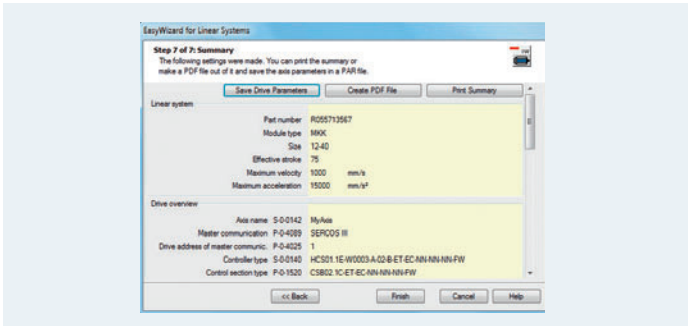 EasyWizard for Linear Systems
Step 7 of 7: Summary
The following settings were made. You can print the summary or
make a PDF file out of it and save the axis parameters in a PAR file.
Save Drive Parameters Create PDF File Print Summary
Linear system
Part number R055713567
Module type MKK
Size 12-40
Effective stroke 75
Maximum velocity 1000 mm/s
Maximum acceleration 15000 mm/s²
Drive overview
Axis name S-0-0142 MyAxis
Master communication P-0-4089 SERCOS III
Drive address of master communic. P-0-4025 1
Controller type S-0-0140 HCS01.1E-W0003-A-02-B-ET-EC-NN-NN-NN-FW
Control section type P-0-1520 CSB02.1C-ET-EC-NN-NN-NN-FW
<< Back Finish Cancel Help